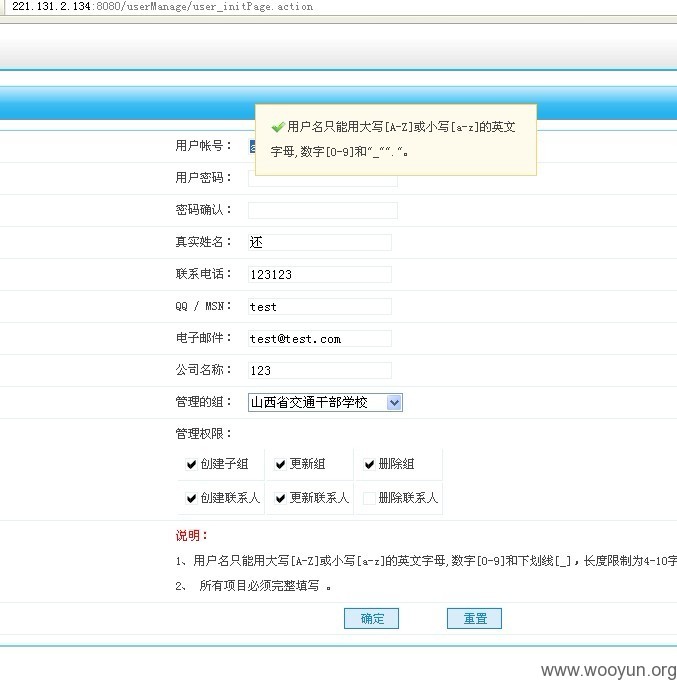 221.131.2.134:8080/userManage/user_initPage.action
✔用户名只能用大写[A-Z]或小写[a-z]的英文
字母,数字[0-9]和“_”“.”。
用户帐号：
用户密码：
密码确认：
真实姓名： 还
联系电话： 123123
QQ / MSN： test
电子邮件： test@test.com
公司名称： 123
管理的组： 山西省交通干部学校
管理权限：
创建子组 更新组 删除组
创建联系人 更新联系人 删除联系人
说明：
1、用户名只能用大写[A-Z]或小写[a-z]的英文字母,数字[0-9]和下划线[_]，长度限制为4-10字
2、 所有项目必须完整填写 。
确定 重置
www.wooyun.org